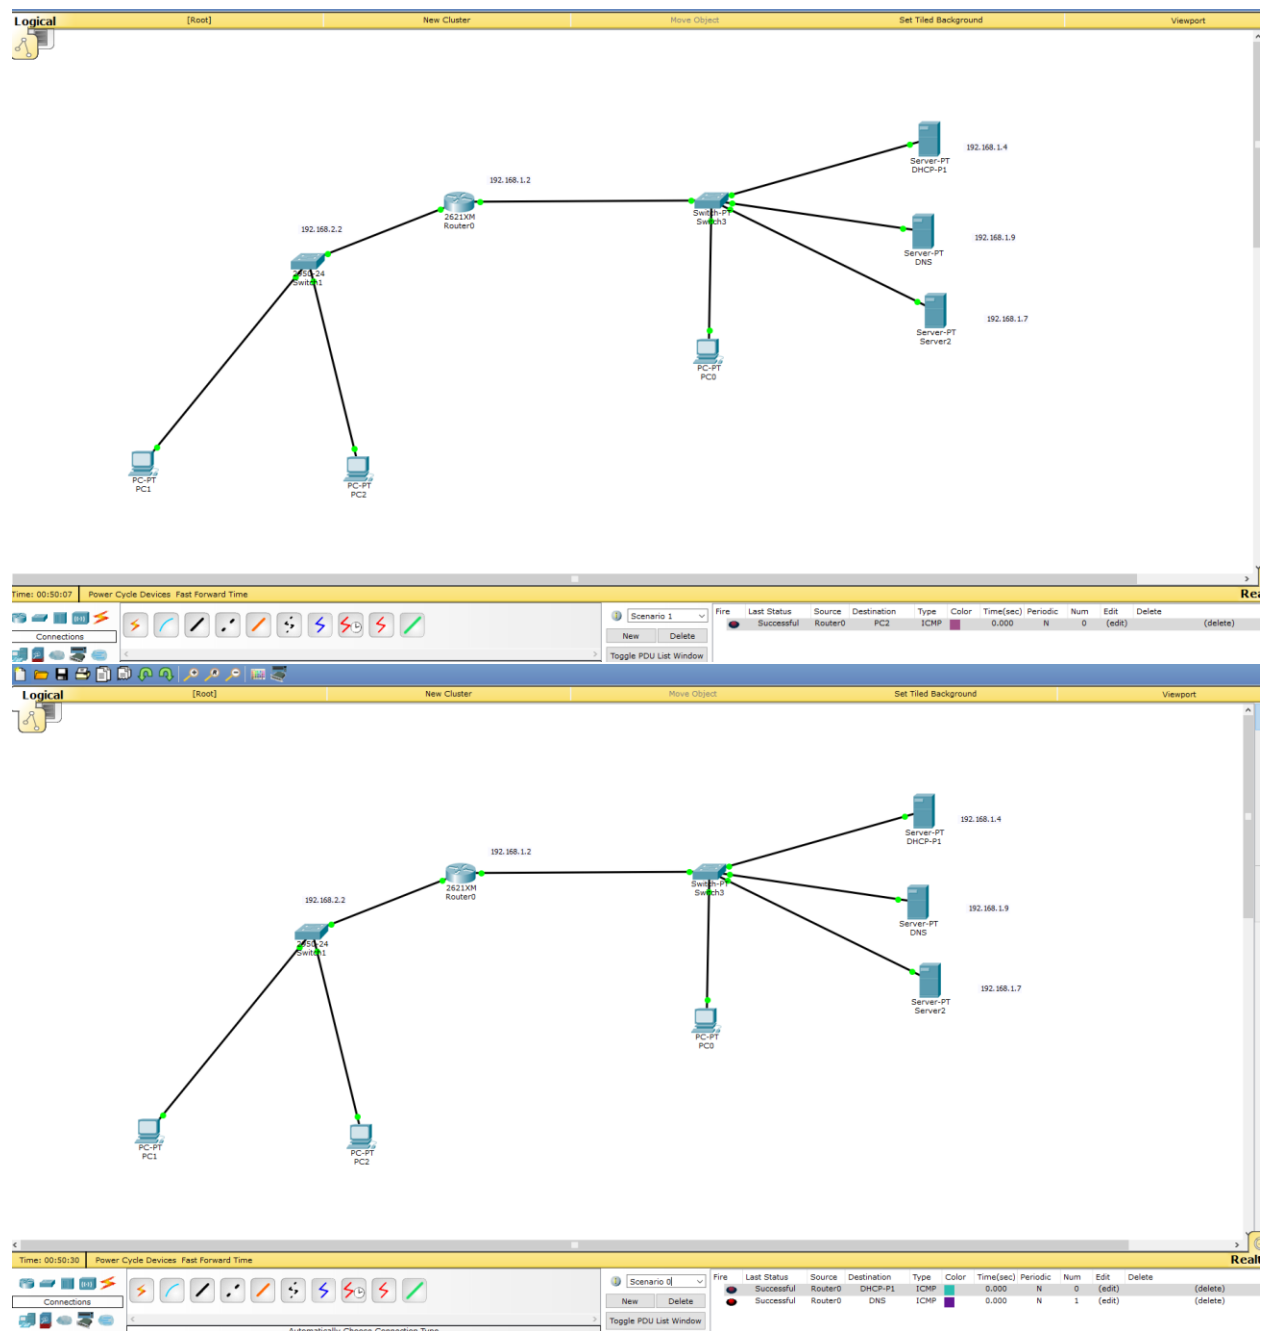 Logical [Root] New Cluster Move Object Set Tiled Background Viewport
192.168.1.4
Server-PT
DHCP-P1
192.168.1.2
2621XM
Router0
Switch-PT
Switch3
192.168.2.2
192.168.1.9
Server-PT
DNS
2950-24
Switch1
192.168.1.7
Server-PT
Server2
PC-PT
PC0
PC-PT
PC1
PC-PT
PC2
Time: 00:50:07 Power Cycle Devices Fast Forward Time Rea
Connections
Scenario 1
New Delete
Toggle PDU List Window
Fire Last Status Source Destination Type Color Time(sec) Periodic Num Edit Delete
Successful Router0 PC2 ICMP 0.000 N 0 (edit) (delete)
Logical [Root] New Cluster Move Object Set Tiled Background Viewport
192.168.1.4
Server-PT
DHCP-P1
192.168.1.2
2621XM
Router0
Switch-PT
Switch3
192.168.2.2
192.168.1.9
Server-PT
DNS
2950-24
Switch1
192.168.1.7
Server-PT
Server2
PC-PT
PC0
PC-PT
PC1
PC-PT
PC2
Time: 00:50:30 Power Cycle Devices Fast Forward Time Realt
Connections
Scenario 0
New Delete
Toggle PDU List Window
Fire Last Status Source Destination Type Color Time(sec) Periodic Num Edit Delete
Successful Router0 DHCP-P1 ICMP 0.000 N 0 (edit) (delete)
Successful Router0 DNS ICMP 0.000 N 1 (edit) (delete)
Automatically Choose Connection Type